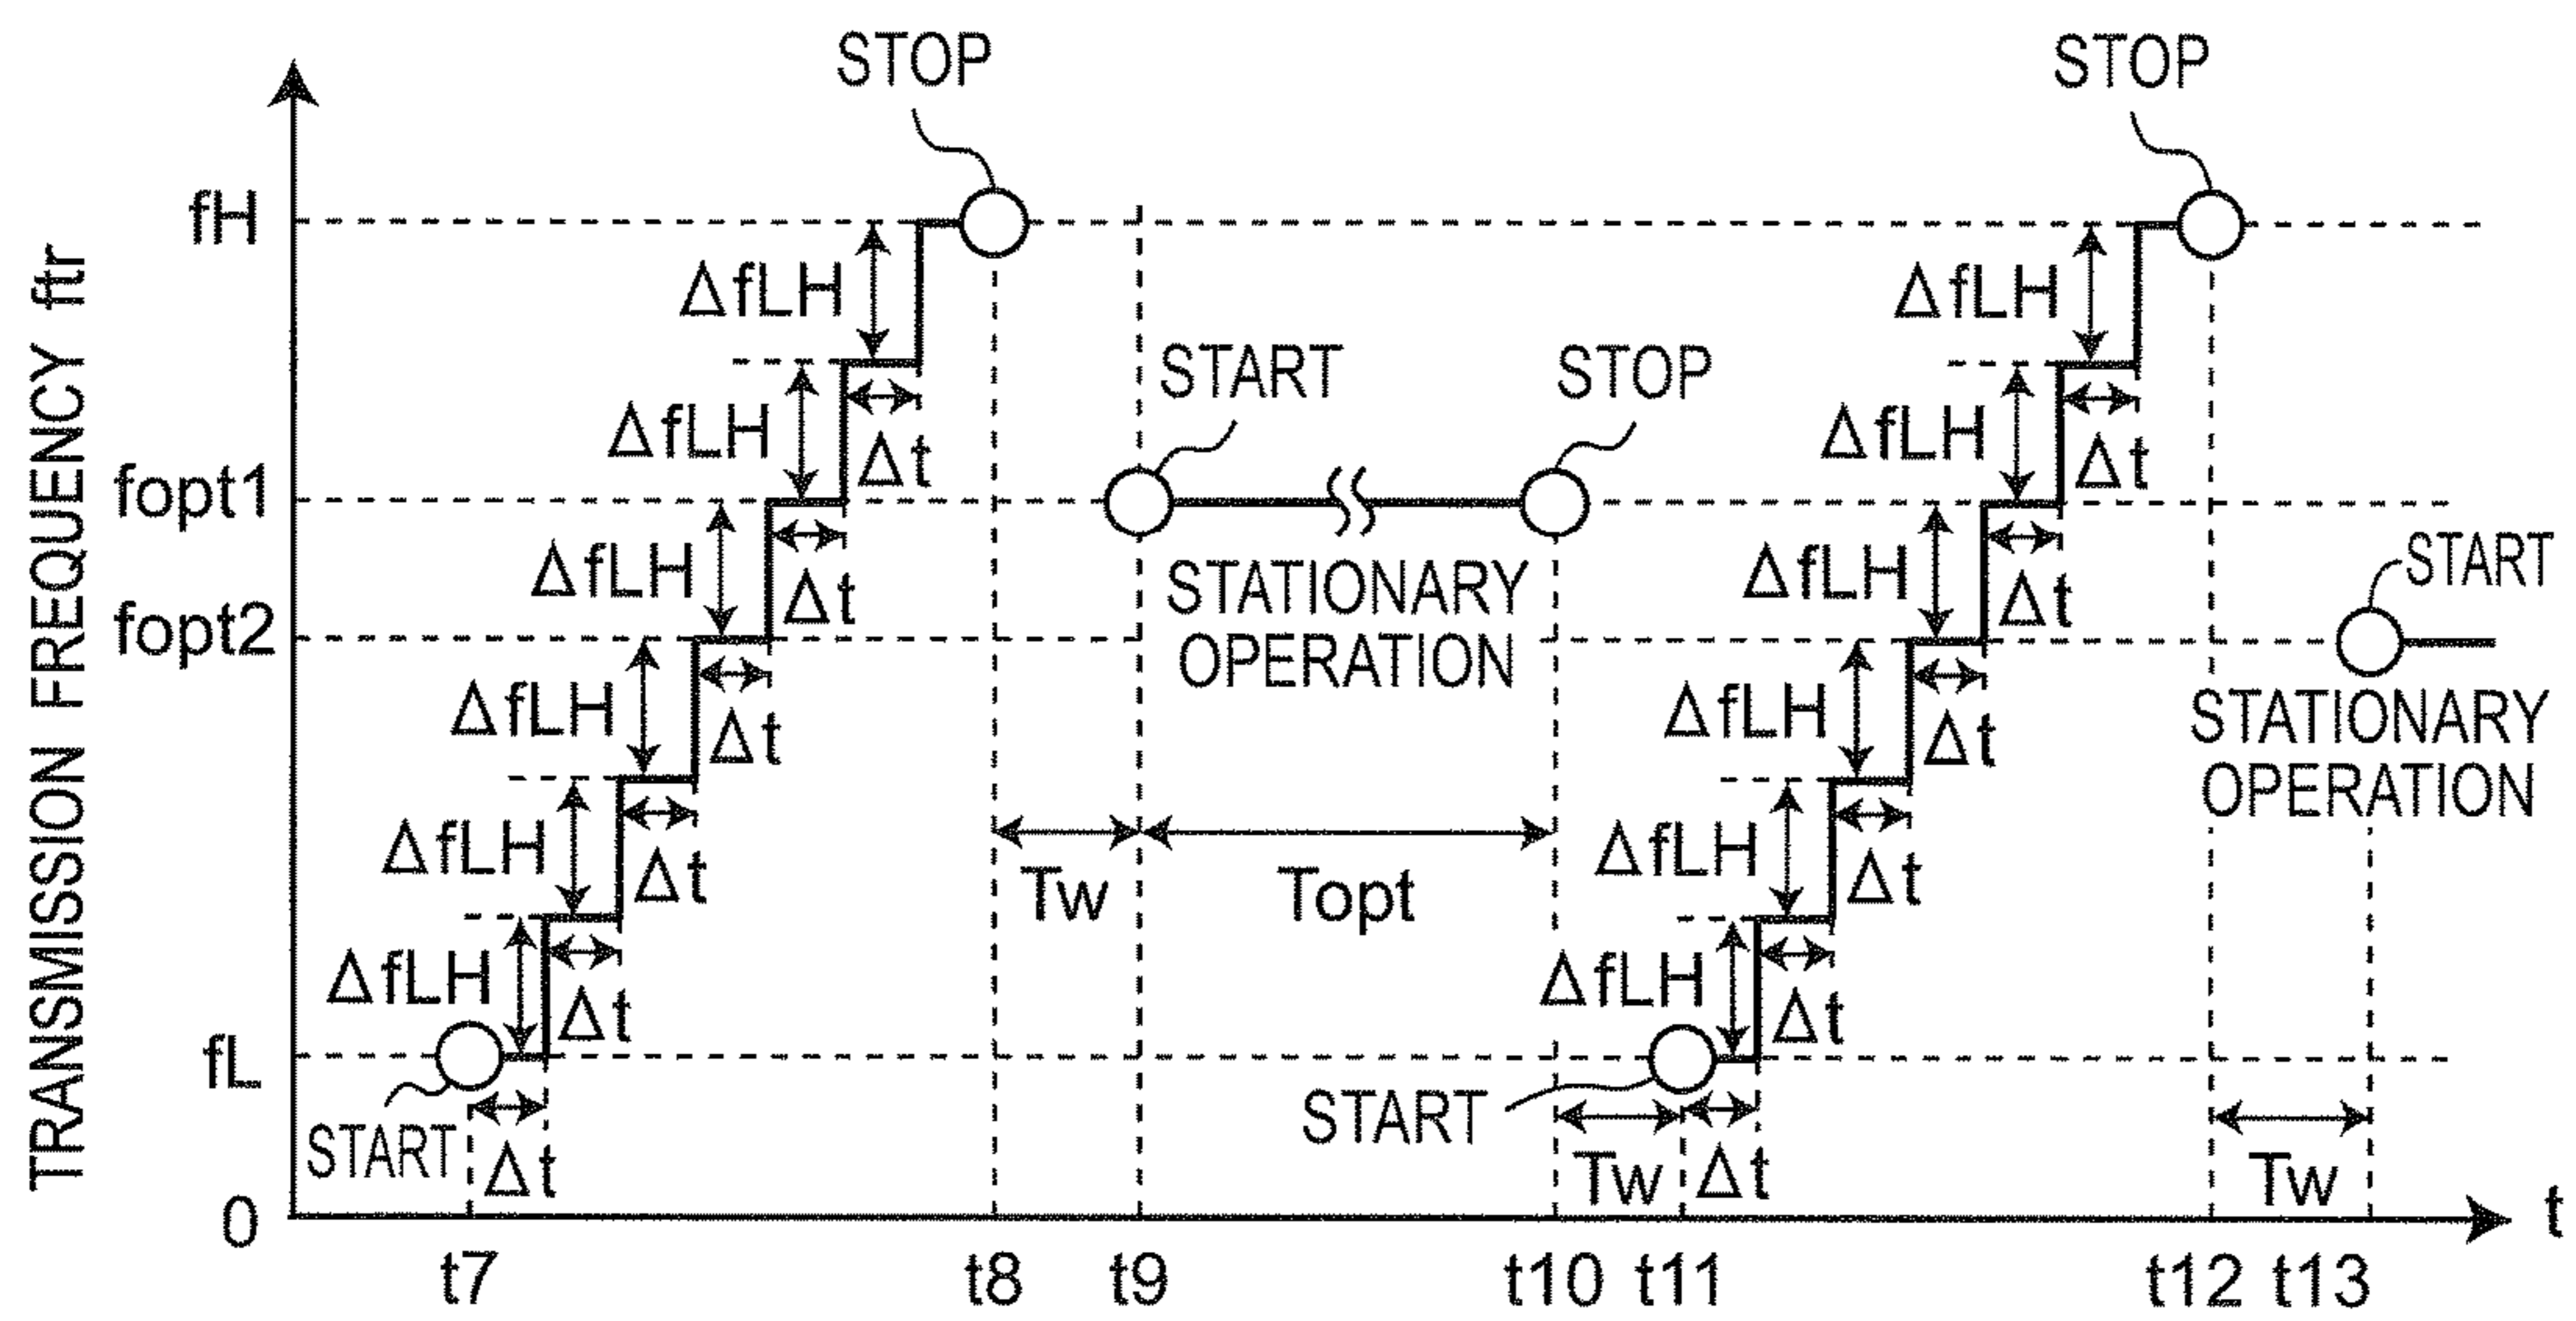 STOP
STOP
fH
ΔfLH
ΔfLH
START
STOP
ΔfLH
ΔfLH
Δt
Δt
fopt1
START
ΔfLH
ΔfLH
STATIONARY
OPERATION
Δt
Δt
fopt2
ΔfLH
ΔfLH
STATIONARY
OPERATION
Δt
Δt
ΔfLH
ΔfLH
Δt
Δt
Tw
Topt
ΔfLH
ΔfLH
Δt
Δt
fL
START
START
Δt
Tw
Δt
Tw
0
t
t7
t8
t9
t10
t11
t12
t13
TRANSMISSION FREQUENCY ftr